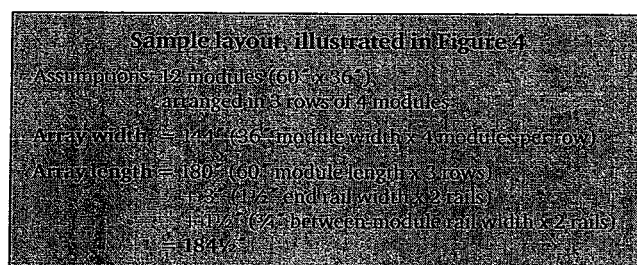 Sample layout, illustrated in Figure 4
Assumptions: 12 modules (60" x 36"),
arranged in 3 rows of 4 modules
Array width = 144" (36" module width x 4 modules per row)
Array length = 180" (60" module length x 3 rows)
+ 3" (1½" end rail width x 2 rails)
+ 1½" (¾" between-module rail width x 2 rails)
= 184½"